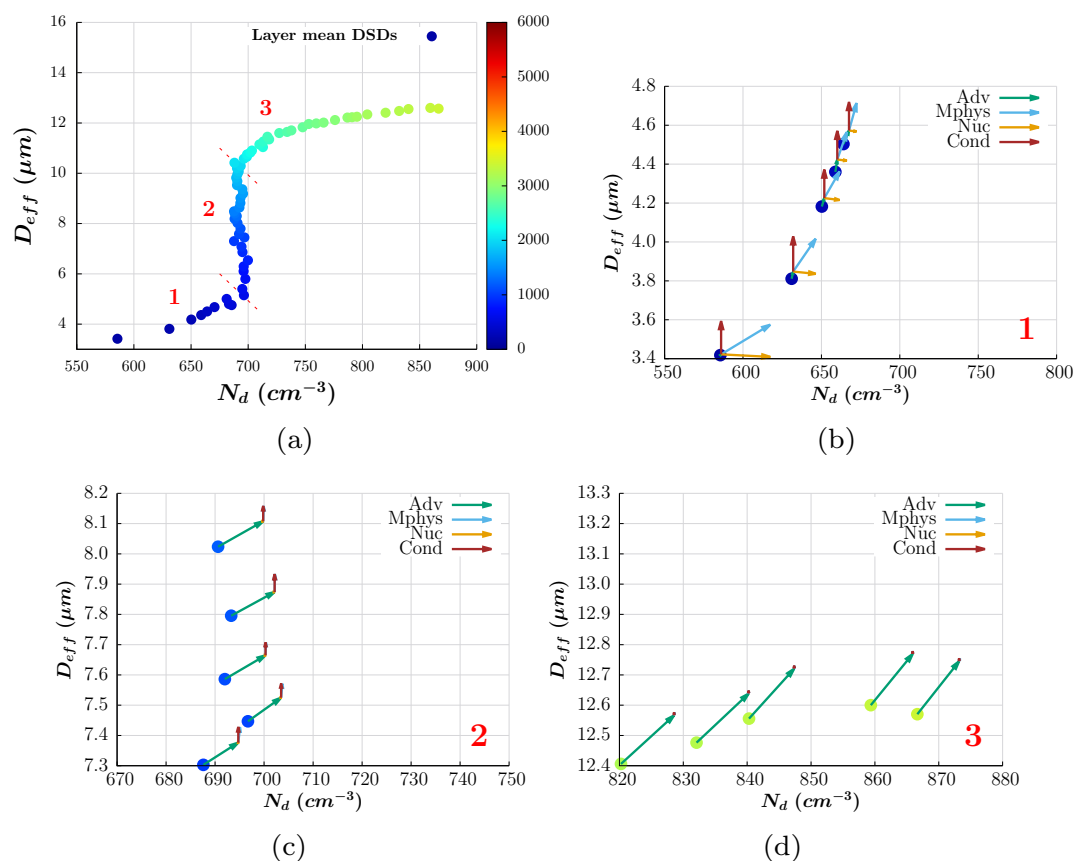 16
14
12
10
8
6
4
D_eff (μm)
550 600 650 700 750 800 850 900
N_d (cm⁻³)
Layer mean DSDs
1
2
3
6000
5000
4000
3000
2000
1000
0
(a)
4.8
4.6
4.4
4.2
4.0
3.8
3.6
3.4
D_eff (μm)
550 600 650 700 750 800
N_d (cm⁻³)
Adv
Mphys
Nuc
Cond
1
(b)
8.2
8.1
8.0
7.9
7.8
7.7
7.6
7.5
7.4
7.3
D_eff (μm)
670 680 690 700 710 720 730 740 750
N_d (cm⁻³)
Adv
Mphys
Nuc
Cond
2
(c)
13.3
13.2
13.1
13.0
12.9
12.8
12.7
12.6
12.5
12.4
D_eff (μm)
820 830 840 850 860 870 880
N_d (cm⁻³)
Adv
Mphys
Nuc
Cond
3
(d)